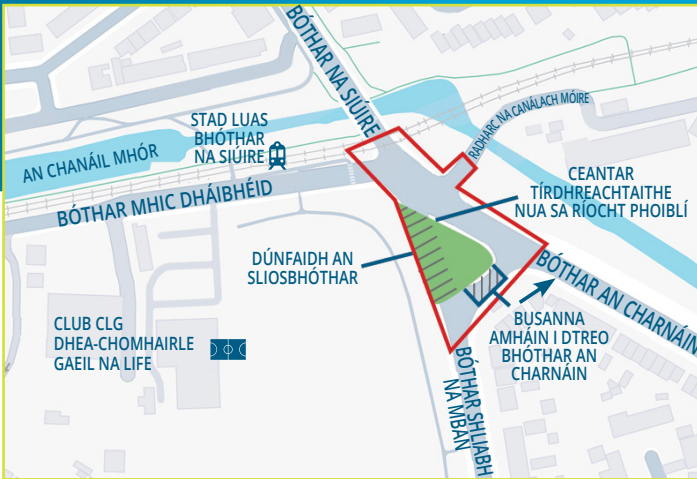 BÓTHAR NA SIÚIRE
STAD LUAS
BHÓTHAR
NA SIÚIRE
RADHARC NA CANÁLACH MÓIRE
AN CHANÁIL MHÓR
CEANTAR
TÍRDHREACHTAITHE
NUA SA RÍOCHT PHOIBLÍ
BÓTHAR MHIC DHÁIBHÉID
DÚNFAIDH AN
SLIOSBHÓTHAR
BÓTHAR AN CHARNÁIN
BUSANNA
AMHÁIN I DTREO
BHÓTHAR AN
CHARNÁIN
CLUB CLG
DHEA-CHOMHAIRLE
GAEIL NA LIFE
BÓTHAR SHLIABH
NA MBAN